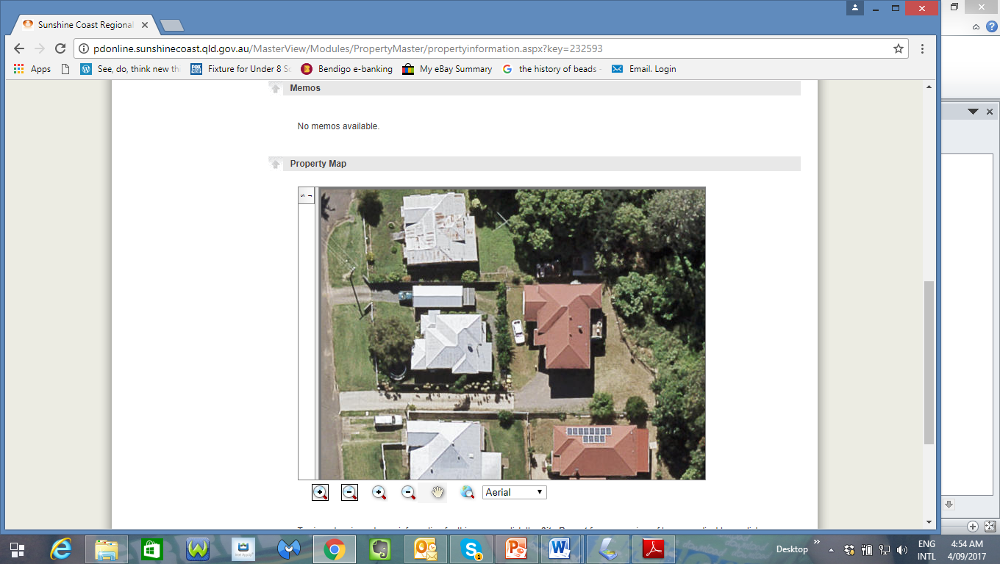 Sunshine Coast Regional
pdonline.sunshinecoast.qld.gov.au/MasterView/Modules/PropertyMaster/propertyinformation.aspx?key=232593
Apps
See, do, think new th
Fixture for Under 8 Sc
Bendigo e-banking
My eBay Summary
the history of beads -
Email. Login
Memos
No memos available.
Property Map
Aerial
Desktop
ENG
INTL
4:54 AM
4/09/2017